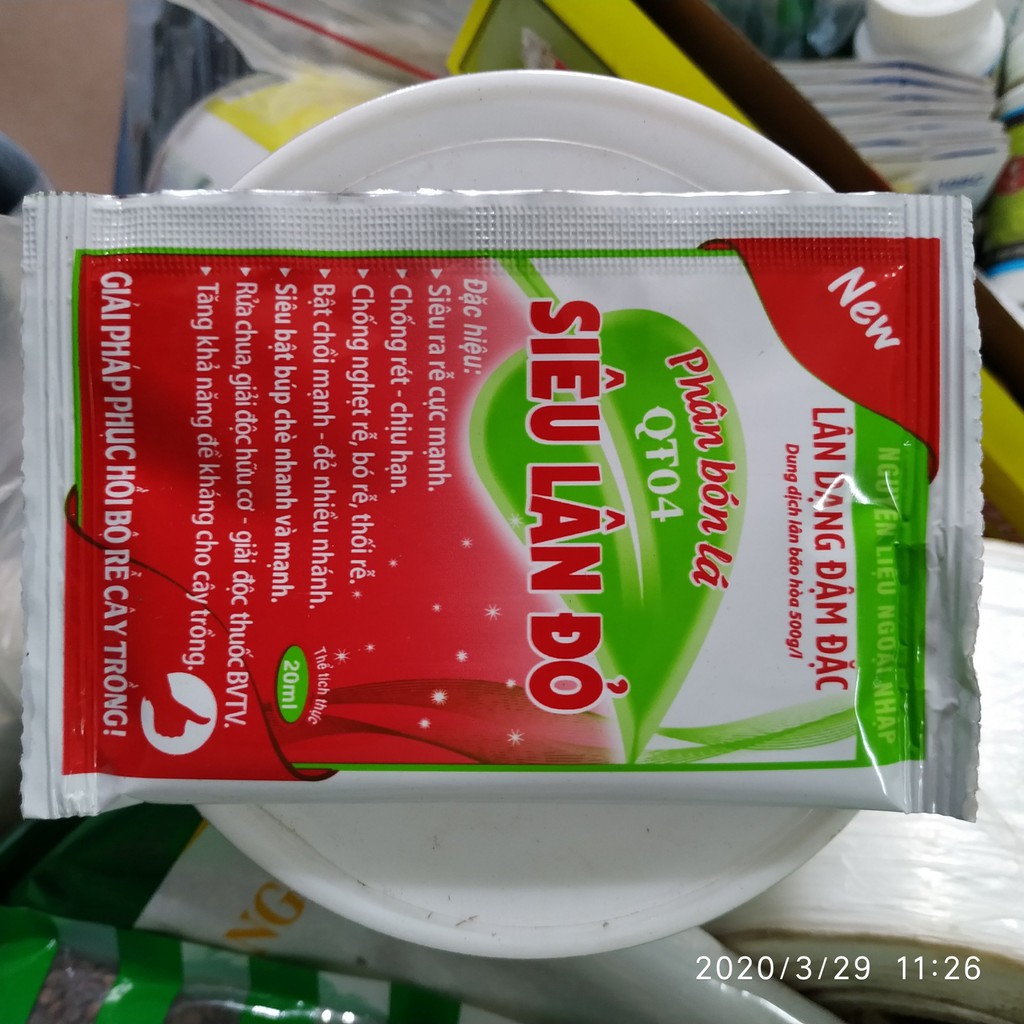 New
NGUYÊN LIỆU NGOẠI NHẬP
LÂN DẠNG ĐẬM ĐẶC
Dung dịch lân bão hòa 500g/l
Phân bón lá
QT04
SIÊU LÂN ĐỎ
Đặc hiệu:
• Siêu ra rễ cực mạnh.
• Chống rét - chịu hạn.
• Chống nghẹt rễ, bó rễ, thối rễ.
• Bật chồi mạnh - đẻ nhiều nhánh.
• Siêu bật búp chè nhanh và mạnh.
• Rửa chua, giải độc hữu cơ - giải độc thuốc BVTV.
• Tăng khả năng đề kháng cho cây trồng.
Thể tích thực
20ml
GIẢI PHÁP PHỤC HỒI BỘ RỄ CÂY TRỒNG!
NG
2020/3/29 11:26